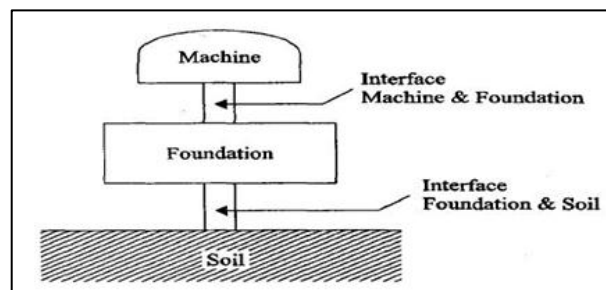 Machine
Interface
Machine & Foundation
Foundation
Interface
Foundation & Soil
Soil